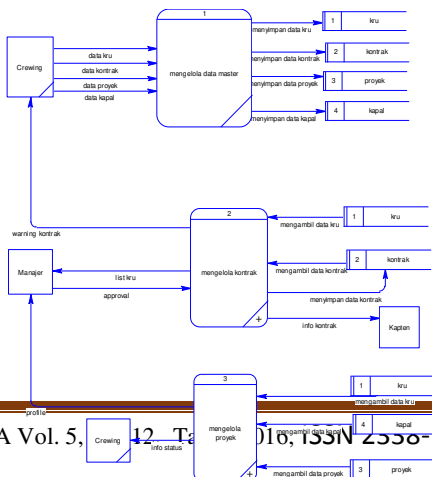 1
mengelola data master
Crewing
data kru
data kontrak
data proyek
data kapal
menyimpan data kru
menyimpan data kontrak
menyimpan data proyek
menyimpan data kapal
1 kru
2 kontrak
3 proyek
4 kapal
2
mengelola kontrak
+
warning kontrak
Manajer
list kru
approval
mengambil data kru
1 kru
mengambil data kontrak
2 kontrak
menyimpan data kontrak
info kontrak
Kapten
3
mengelola
proyek
+
profile
Crewing
info status
mengambil data kru
1 kru
mengambil data kapal
4 kapal
mengambil data proyek
3 proyek
A Vol. 5, 12. Ta 016, ISSN 2338-